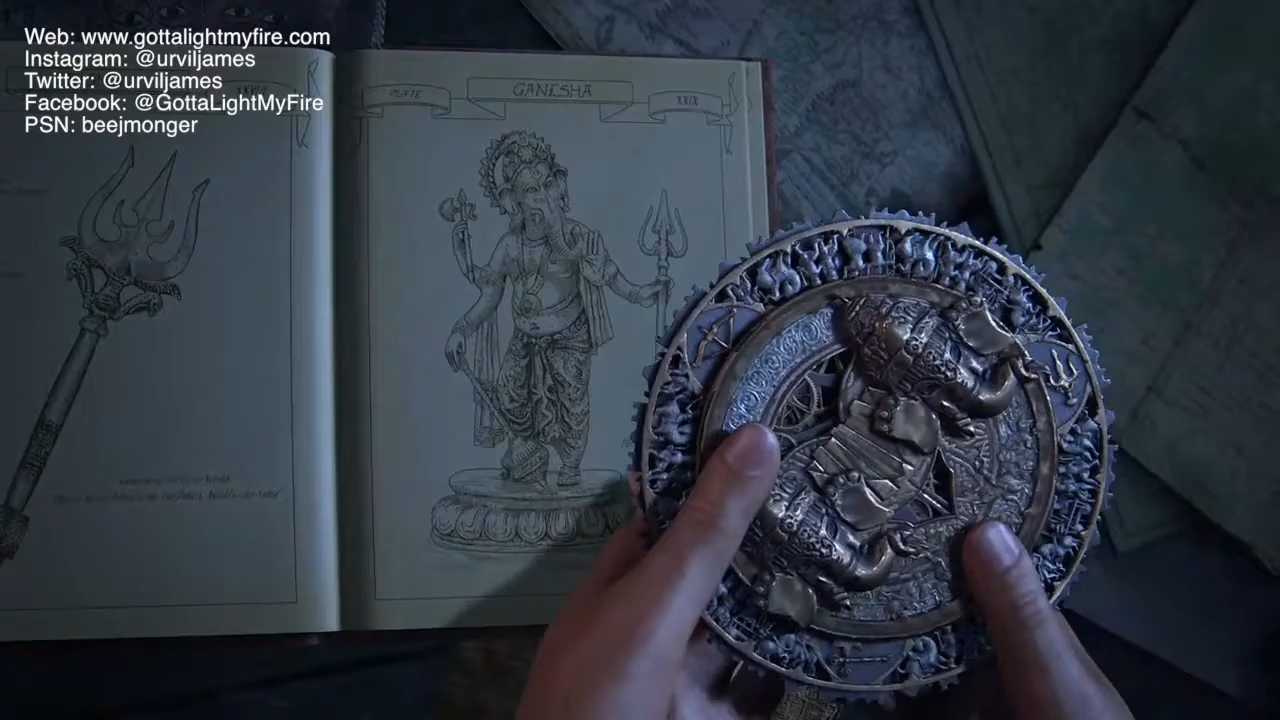 Web: www.gottalightmyfire.com
Instagram: @urviljames
Twitter: @urviljames
Facebook: @GottaLightMyFire
PSN: beejmonger
PLATE
GANESHA
XXIX